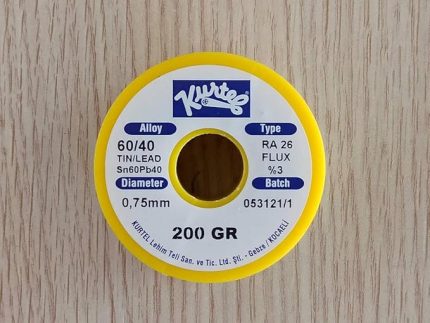 Kurtel®
Alloy
60/40
TIN/LEAD
Sn60Pb40
Type
RA 26
FLUX
%3
Diameter
0,75mm
Batch
053121/1
200 GR
KURTEL Lehim Teli San. ve Tic. Ltd. Şti. - Gebze / KOCAELİ